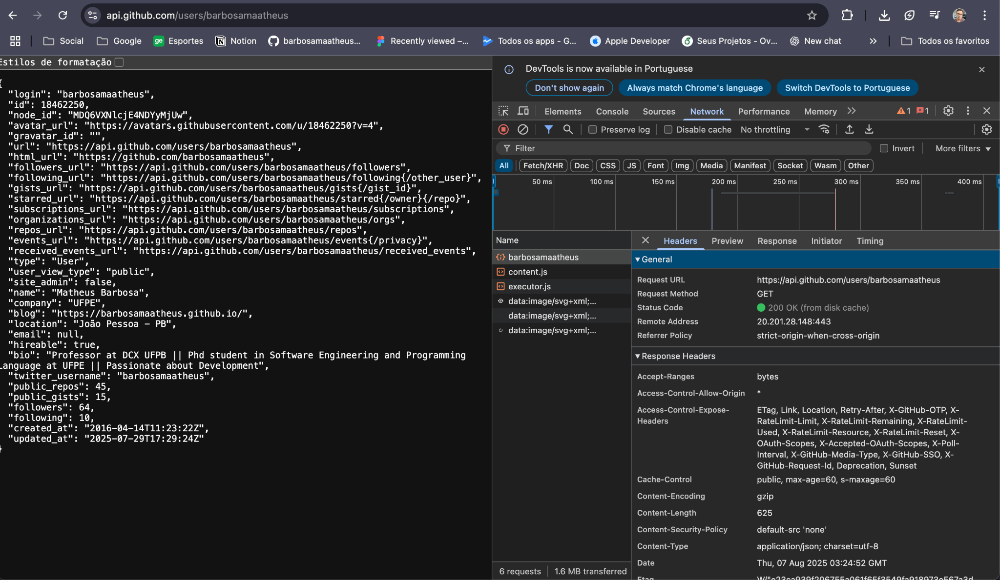 api.github.com/users/barbosamaatheus
Social Google Esportes Notion barbosamaatheus... Recently viewed –... Todos os apps - G... Apple Developer Seus Projetos - Ov... New chat » Todos os favoritos
Estilos de formatação
{
"login": "barbosamaatheus",
"id": 18462250,
"node_id": "MDQ6VXNlcjE4NDYyMjUw",
"avatar_url": "https://avatars.githubusercontent.com/u/18462250?v=4",
"gravatar_id": "",
"url": "https://api.github.com/users/barbosamaatheus",
"html_url": "https://github.com/barbosamaatheus",
"followers_url": "https://api.github.com/users/barbosamaatheus/followers",
"following_url": "https://api.github.com/users/barbosamaatheus/following{/other_user}",
"gists_url": "https://api.github.com/users/barbosamaatheus/gists{/gist_id}",
"starred_url": "https://api.github.com/users/barbosamaatheus/starred{/owner}{/repo}",
"subscriptions_url": "https://api.github.com/users/barbosamaatheus/subscriptions",
"organizations_url": "https://api.github.com/users/barbosamaatheus/orgs",
"repos_url": "https://api.github.com/users/barbosamaatheus/repos",
"events_url": "https://api.github.com/users/barbosamaatheus/events{/privacy}",
"received_events_url": "https://api.github.com/users/barbosamaatheus/received_events",
"type": "User",
"user_view_type": "public",
"site_admin": false,
"name": "Matheus Barbosa",
"company": "UFPE",
"blog": "https://barbosamaatheus.github.io/",
"location": "João Pessoa - PB",
"email": null,
"hireable": true,
"bio": "Professor at DCX UFPB || Phd student in Software Engineering and Programming
Language at UFPE || Passionate about Development",
"twitter_username": "barbosamaatheus",
"public_repos": 45,
"public_gists": 15,
"followers": 64,
"following": 10,
"created_at": "2016-04-14T11:23:22Z",
"updated_at": "2025-07-29T17:29:24Z"
}
DevTools is now available in Portuguese
Don't show again Always match Chrome's language Switch DevTools to Portuguese
Elements Console Sources Network Performance Memory 1 1
Preserve log Disable cache No throttling
Filter Invert More filters
All Fetch/XHR Doc CSS JS Font Img Media Manifest Socket Wasm Other
50 ms 100 ms 150 ms 200 ms 250 ms 300 ms 350 ms 400 ms
Name
barbosamaatheus
content.js
executor.js
data:image/svg+xml;...
data:image/svg+xml;...
data:image/svg+xml;...
6 requests 1.6 MB transferred
Headers Preview Response Initiator Timing
General
Request URL https://api.github.com/users/barbosamaatheus
Request Method GET
Status Code 200 OK (from disk cache)
Remote Address 20.201.28.148:443
Referrer Policy strict-origin-when-cross-origin
Response Headers
Accept-Ranges bytes
Access-Control-Allow-Origin *
Access-Control-Expose- ETag, Link, Location, Retry-After, X-GitHub-OTP, X-
Headers RateLimit-Limit, X-RateLimit-Remaining, X-RateLimit-
Used, X-RateLimit-Resource, X-RateLimit-Reset, X-
OAuth-Scopes, X-Accepted-OAuth-Scopes, X-Poll-
Interval, X-GitHub-Media-Type, X-GitHub-SSO, X-
GitHub-Request-Id, Deprecation, Sunset
Cache-Control public, max-age=60, s-maxage=60
Content-Encoding gzip
Content-Length 625
Content-Security-Policy default-src 'none'
Content-Type application/json; charset=utf-8
Date Thu, 07 Aug 2025 03:24:52 GMT
Etag